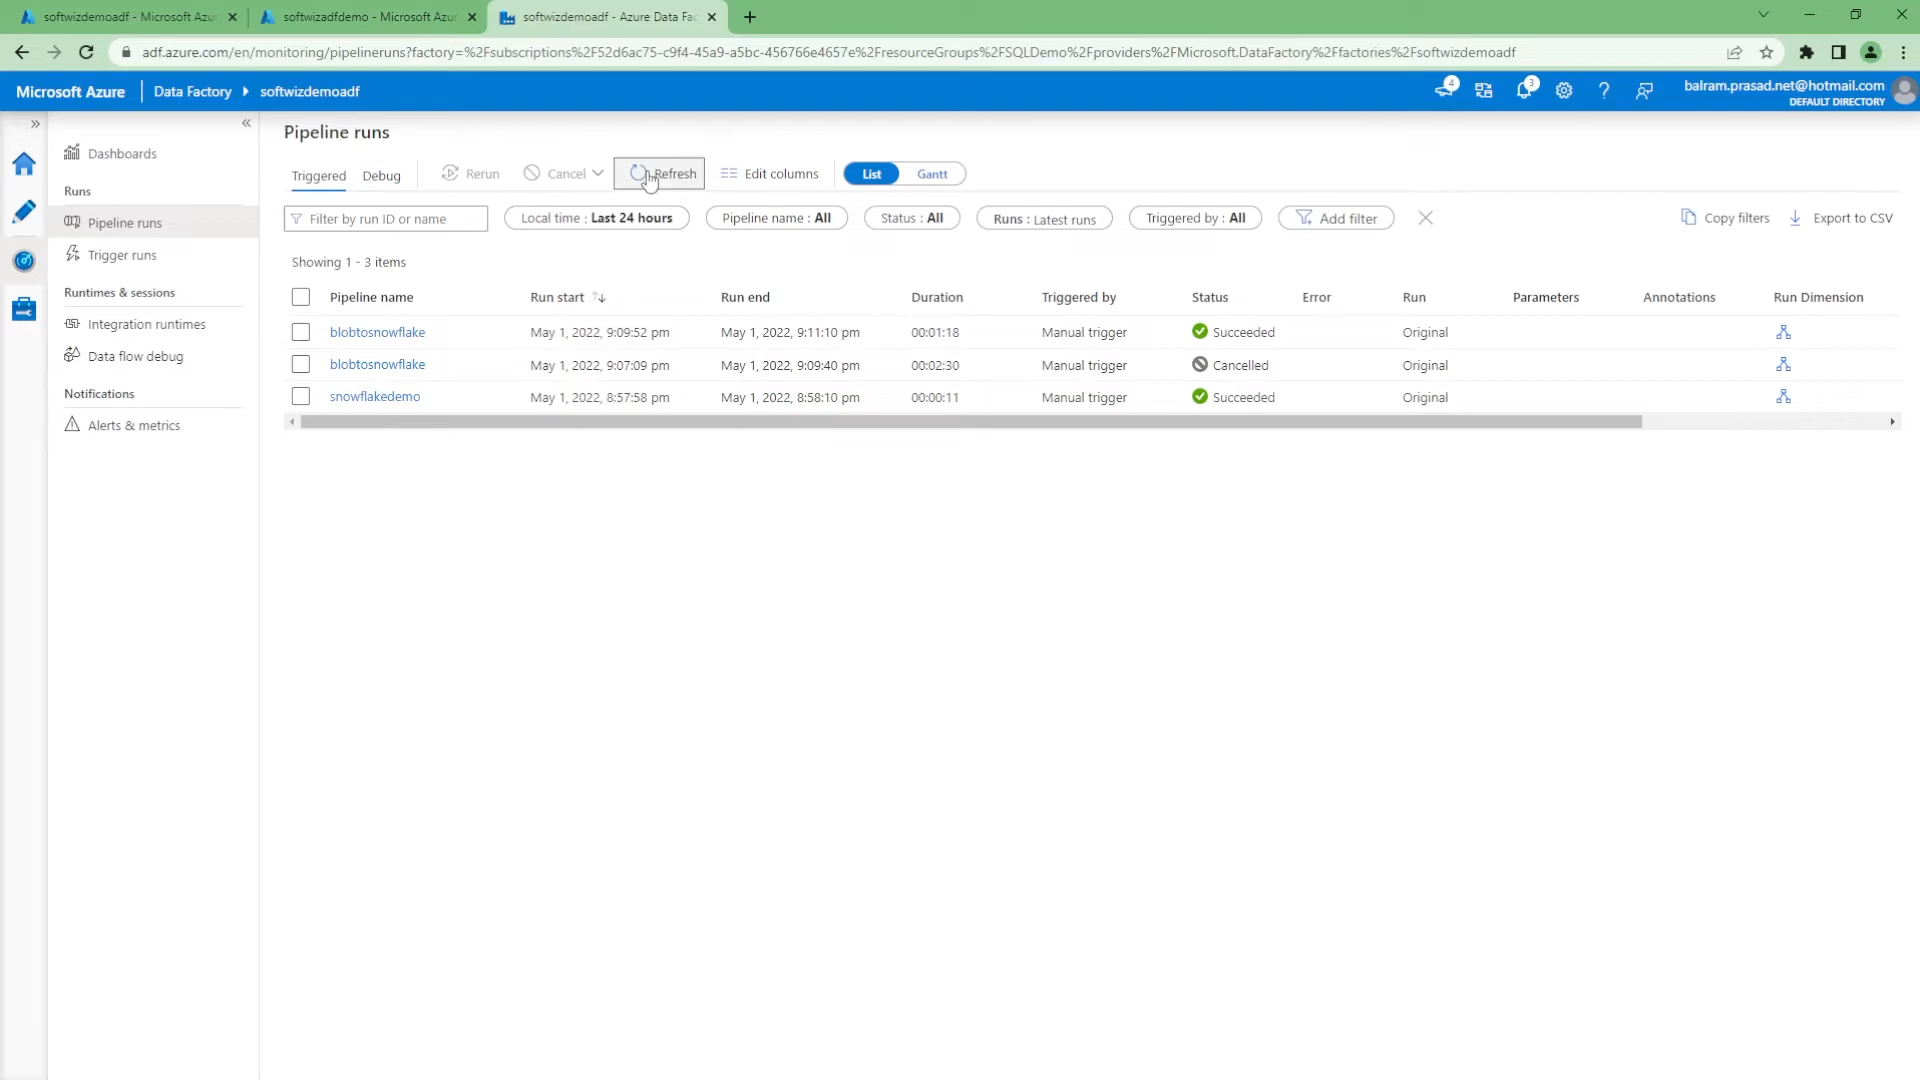 softwizdemoadf - Microsoft Azu
softwizadfdemo - Microsoft Azur
softwizdemoadf - Azure Data Fac
adf.azure.com/en/monitoring/pipelineruns?factory=%2Fsubscriptions%2F52d6ac75-c9f4-45a9-a5bc-456766e4657e%2FresourceGroups%2FSQLDemo%2Fproviders%2FMicrosoft.DataFactory%2Ffactories%2Fsoftwizdemoadf
Microsoft Azure
Data Factory
softwizdemoadf
4
3
balram.prasad.net@hotmail.com
DEFAULT DIRECTORY
Dashboards
Runs
Pipeline runs
Trigger runs
Runtimes & sessions
Integration runtimes
Data flow debug
Notifications
Alerts & metrics
Pipeline runs
Triggered Debug Rerun Cancel Refresh Edit columns List Gantt
Filter by run ID or name Local time : Last 24 hours Pipeline name : All Status : All Runs : Latest runs Triggered by : All Add filter Copy filters Export to CSV
Showing 1 - 3 items
Pipeline name Run start Run end Duration Triggered by Status Error Run Parameters Annotations Run Dimension
blobtosnowflake May 1, 2022, 9:09:52 pm May 1, 2022, 9:11:10 pm 00:01:18 Manual trigger Succeeded Original
blobtosnowflake May 1, 2022, 9:07:09 pm May 1, 2022, 9:09:40 pm 00:02:30 Manual trigger Cancelled Original
snowflakedemo May 1, 2022, 8:57:58 pm May 1, 2022, 8:58:10 pm 00:00:11 Manual trigger Succeeded Original